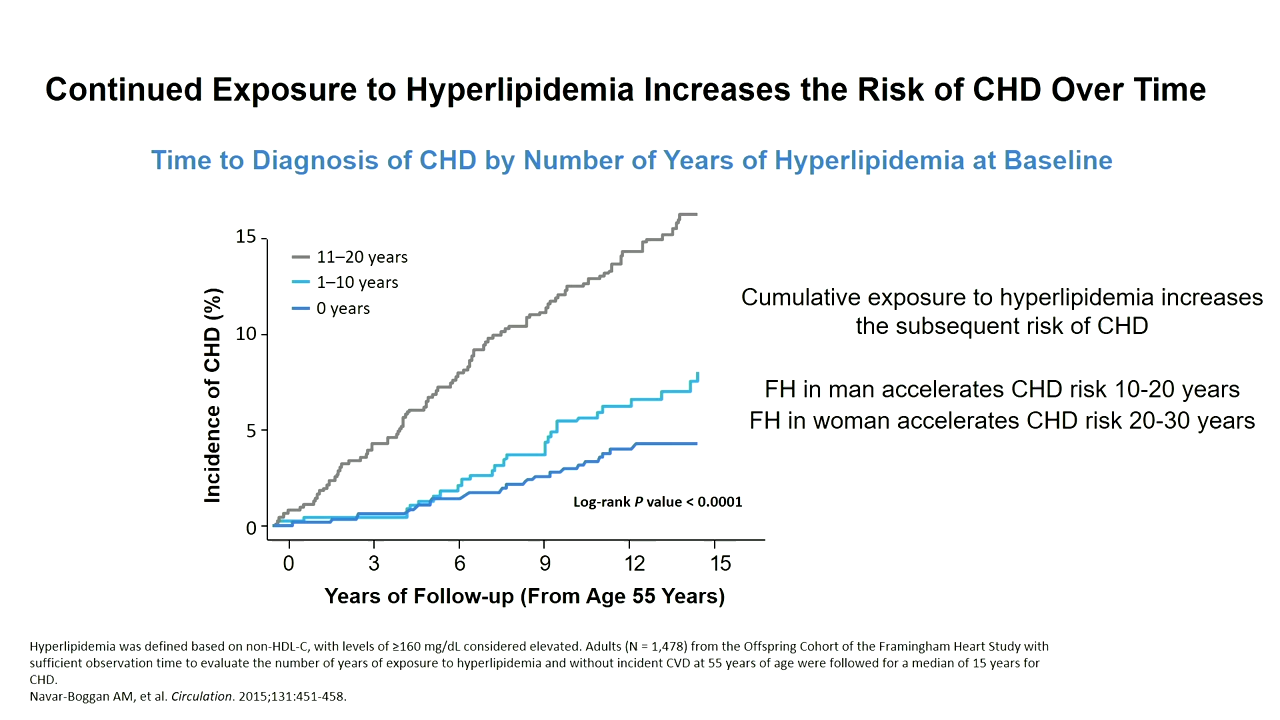 Continued Exposure to Hyperlipidemia Increases the Risk of CHD Over Time
Time to Diagnosis of CHD by Number of Years of Hyperlipidemia at Baseline
Incidence of CHD (%)
15
10
5
0
11–20 years
1–10 years
0 years
Log-rank P value < 0.0001
0 3 6 9 12 15
Years of Follow-up (From Age 55 Years)
Cumulative exposure to hyperlipidemia increases
the subsequent risk of CHD
FH in man accelerates CHD risk 10-20 years
FH in woman accelerates CHD risk 20-30 years
Hyperlipidemia was defined based on non-HDL-C, with levels of ≥160 mg/dL considered elevated. Adults (N = 1,478) from the Offspring Cohort of the Framingham Heart Study with
sufficient observation time to evaluate the number of years of exposure to hyperlipidemia and without incident CVD at 55 years of age were followed for a median of 15 years for
CHD.
Navar-Boggan AM, et al. Circulation. 2015;131:451-458.